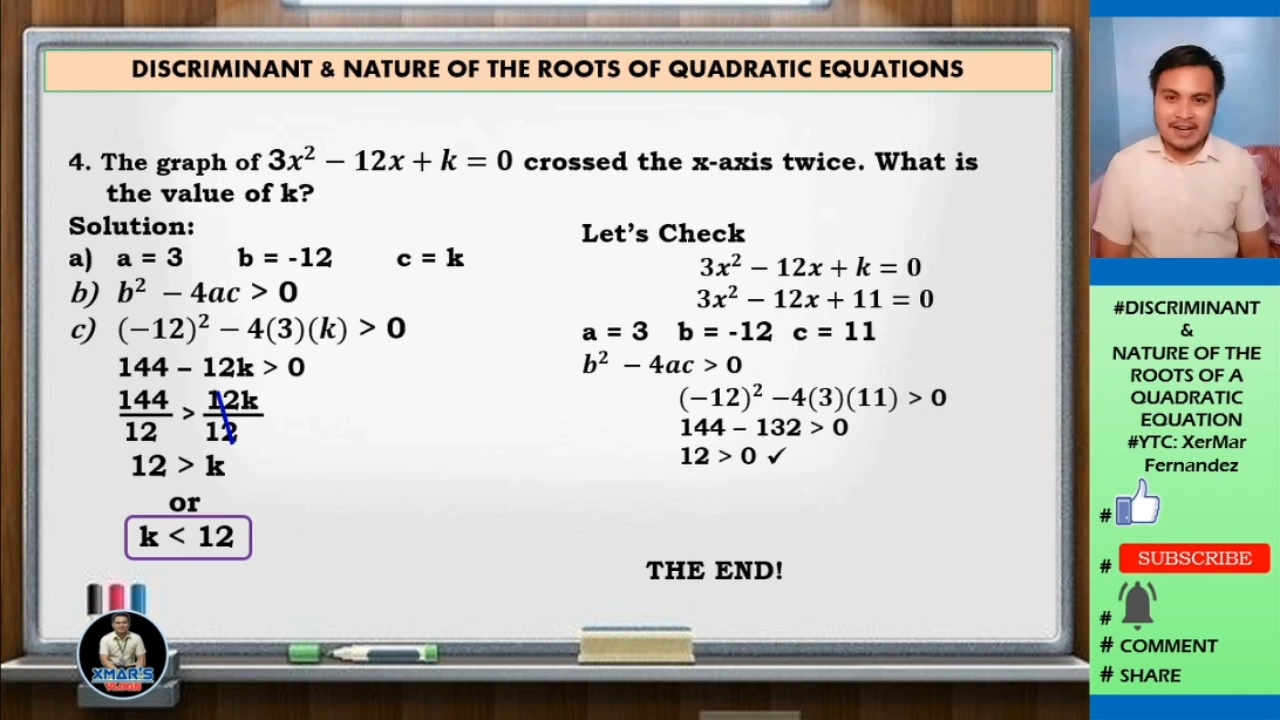 DISCRIMINANT & NATURE OF THE ROOTS OF QUADRATIC EQUATIONS
4. The graph of 3x² − 12x + k = 0 crossed the x-axis twice. What is
the value of k?
Solution:
a) a = 3 b = -12 c = k
b) b² − 4ac > 0
c) (−12)² − 4(3)(k) > 0
144 – 12k > 0
144 > 12k
12 12
12 > k
or
k < 12
Let's Check
3x² − 12x + k = 0
3x² − 12x + 11 = 0
a = 3 b = -12 c = 11
b² − 4ac > 0
(−12)² −4(3)(11) > 0
144 – 132 > 0
12 > 0 ✓
THE END!
XMAR'S
VLOGS
#DISCRIMINANT
&
NATURE OF THE
ROOTS OF A
QUADRATIC
EQUATION
#YTC: XerMar
Fernandez
#
# SUBSCRIBE
#
# COMMENT
# SHARE